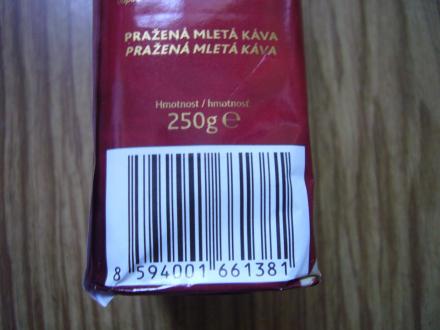 PRAŽENÁ MLETÁ KÁVA
PRAŽENÁ MLETÁ KÁVA
Hmotnost / hmotnosť
250g ℮
8 594001 661381